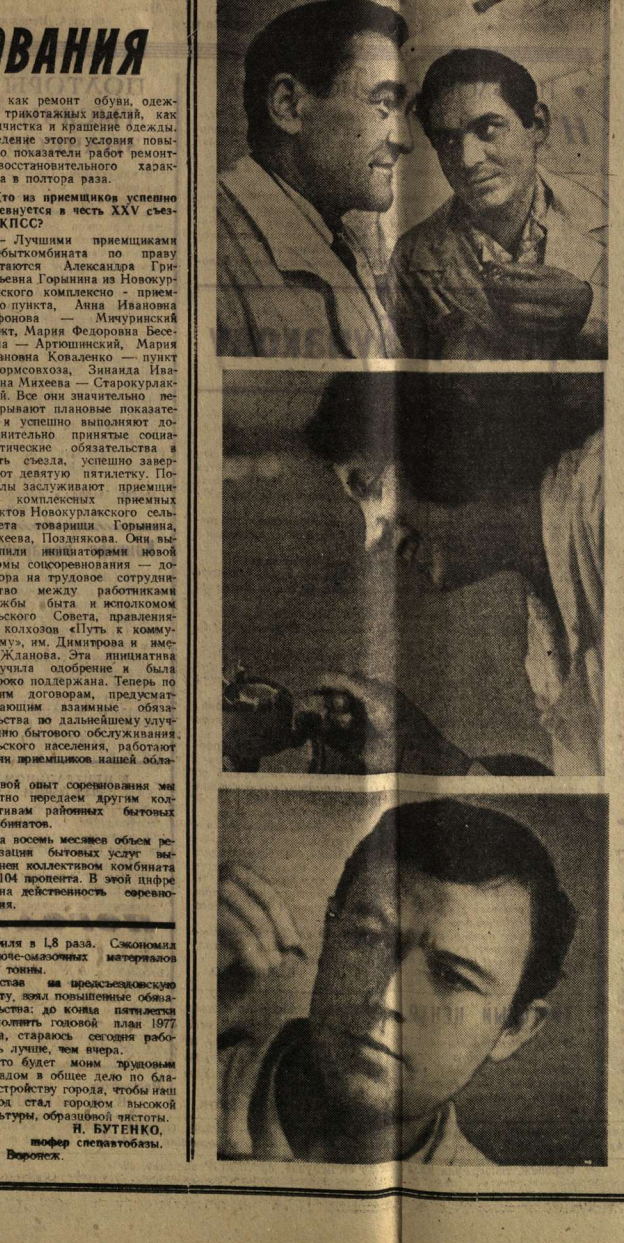 ОВАНИЯ
как ремонт обуви, одеж-
трикотажных изделий, как
чистка и крашение одежды.
дение этого условия повы-
о показатели работ ремонт-
восстановительного харак-
а в полтора раза.
то из приемщиков успешно
евнуется в честь XXV съез-
КПСС?
— Лучшими приемщиками
быткомбината по праву
таются Александра Гри-
ьевна Горынина из Новокур-
ского комплексно - прием-
о пункта, Анна Ивановна
фонова — Мичуринский
кт, Мария Федоровна Бесе-
а — Артюшинский, Мария
ановна Коваленко — пункт
ормсовхоза, Зинаида Ива-
на Михеева — Старокурлак-
й. Все они значительно пе-
рывают плановые показате-
и успешно выполняют до-
нительно принятые социа-
тические обязательства в
ть съезда, успешно завер-
от девятую пятилетку. По-
лы заслуживают приемщи-
комплексных приемных
ктов Новокурлакского сель-
ета товарищи Горынина,
хеева, Позднякова. Они вы-
пили инициаторами новой
мы соцсоревнования — до-
ора на трудовое сотрудни-
тво между работниками
жбы быта и исполкомом
ьского Совета, правления-
колхозов «Путь к комму-
му», им. Димитрова и име-
Жданова. Эта инициатива
учила одобрение и была
роко поддержана. Теперь по
им договорам, предусмат-
ающим взаимные обяза-
ьства по дальнейшему улуч-
нию бытового обслуживания
ьского населения, работают
ни приемщиков нашей обла-
вой опыт соревнования мы
тно передаем другим кол-
тивам районных бытовых
бинатов.
а восемь месяцев объем ре-
зации бытовых услуг вы-
нен коллективом комбината
104 процента. В этой цифре
на действенность соревно-
ия.
иля в 1,8 раза. Сэкономил
юче-смазочных материалов
тонны.
став на предсъездовскую
ту, взял повышенные обяза-
ьства: до конца пятилетки
олнить годовой план 1977
а, стараюсь сегодня рабо-
ь лучше, чем вчера.
то будет моим трудовым
адом в общее дело по бла-
стройству города, чтобы наш
од стал городом высокой
ьтуры, образцовой чистоты.
Н. БУТЕНКО,
шофер спецавтобазы.
Воронеж.